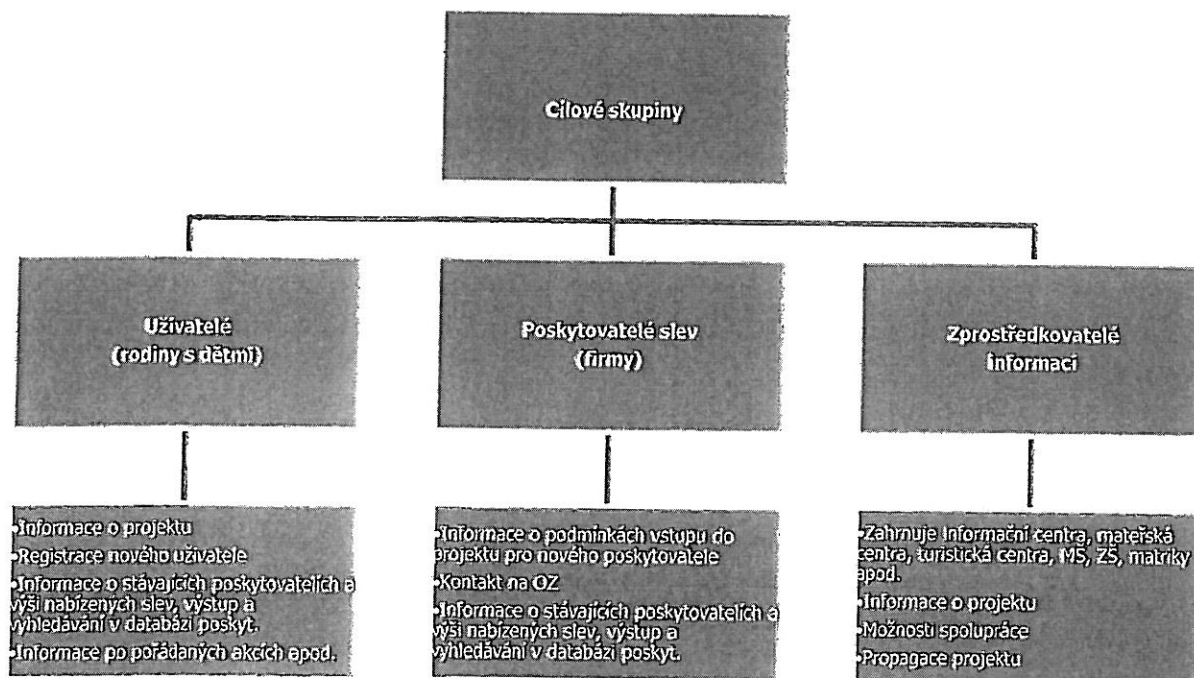 Cílové skupiny
Uživatelé
(rodiny s dětmi)
Poskytovatelé slev
(firmy)
Zprostředkovatelé
informací
•Informace o projektu
•Registrace nového uživatele
•Informace o stávajících poskytovatelích a
výši nabízených slev, výstup a
vyhledávání v databázi poskyt.
•Informace po pořádaných akcích apod.
•Informace o podmínkách vstupu do
projektu pro nového poskytovatele
•Kontakt na OZ
•Informace o stávajících poskytovatelích a
výši nabízených slev, výstup a
vyhledávání v databázi poskyt.
•Zahrnuje informační centra, mateřská
centra, turistická centra, MŠ, ZŠ, matriky
apod.
•Informace o projektu
•Možnosti spolupráce
•Propagace projektu